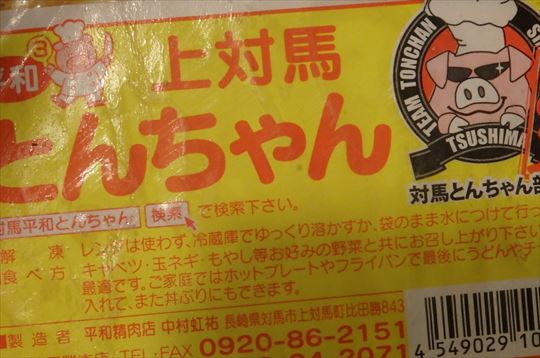 平和
上対馬
とんちゃん
TEAM TONCHAN
TSUSHIMA
対馬とんちゃん部
対馬平和とんちゃん 検索 で検索下さい。
解凍 レンジは使わず、冷蔵庫でゆっくり溶かすか、袋のまま水につけて行っ
食べ方 キャベツ・玉ネギ・もやし等お好みの野菜と共にお召し上がり下さい
最適です。ご家庭ではホットプレートやフライパンで最後にうどんやチ
入れて、また丼ぶりにもできます。
■製造者 平和精肉店 中村虹祐 長崎県対馬市上対馬町比田勝843
TEL・FAX 0920-86-2151
4 549029 10